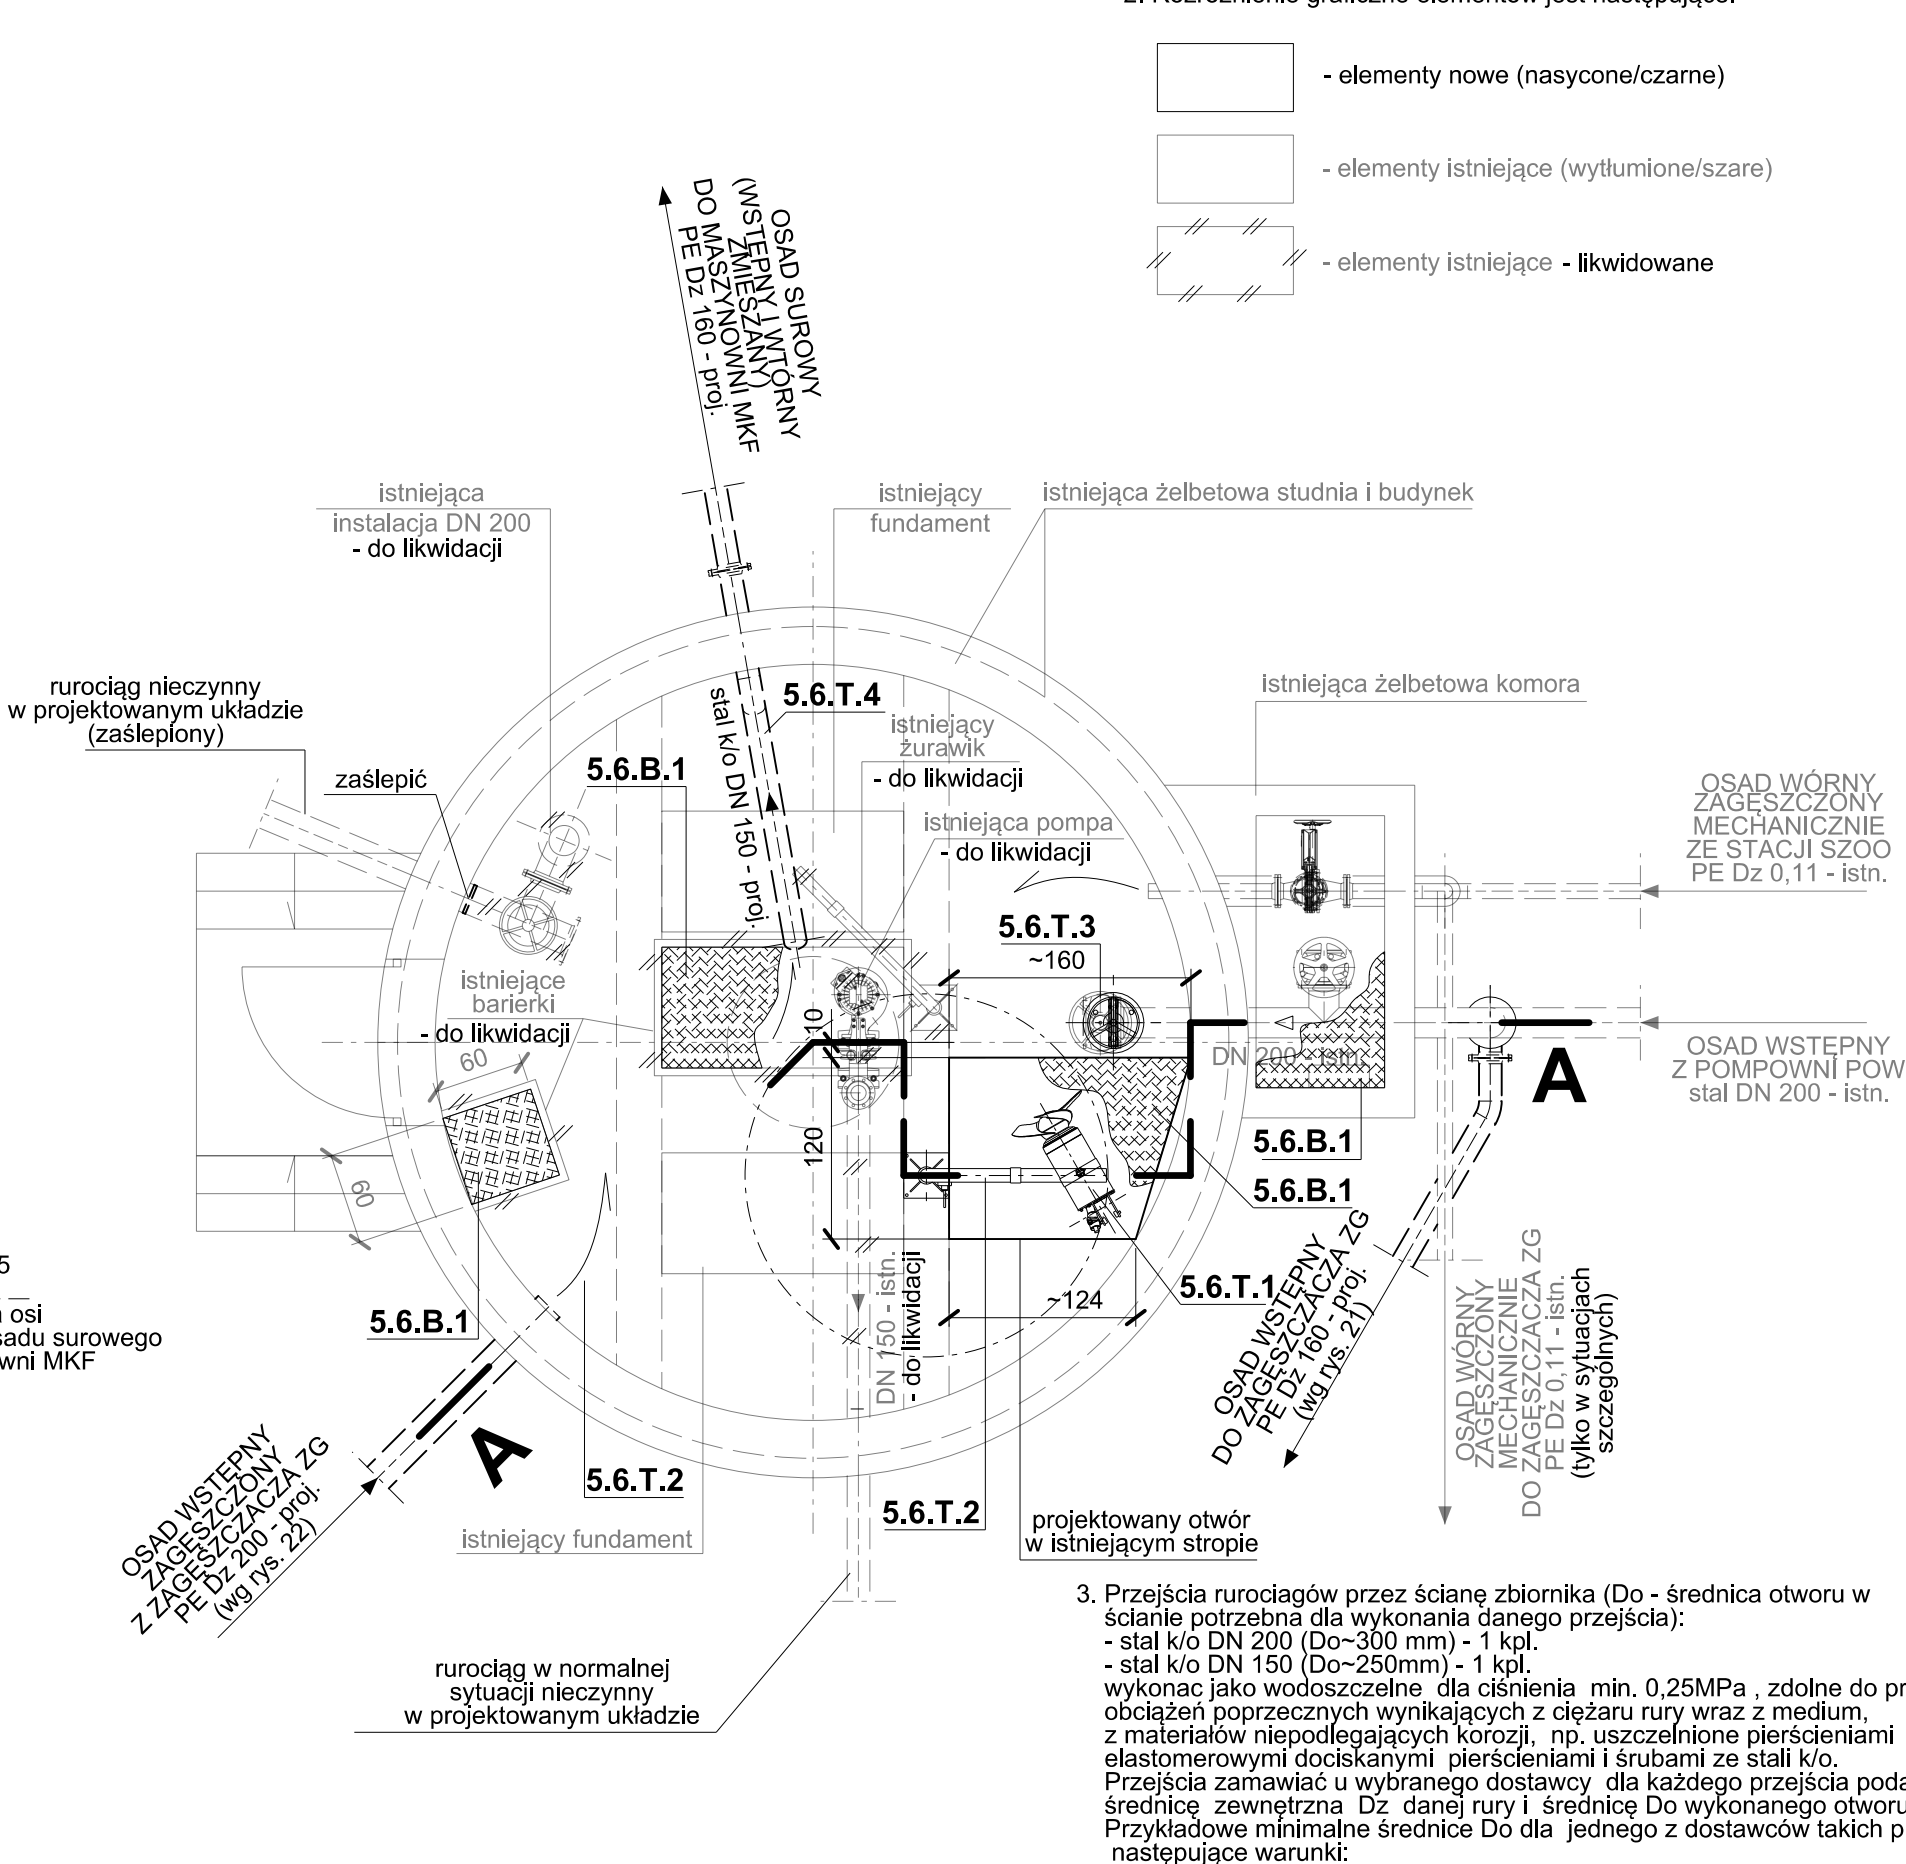 2. Rozróżnienie graficzne elementów jest następujące:
- elementy nowe (nasycone/czarne)
- elementy istniejące (wytłumione/szare)
- elementy istniejące - likwidowane
OSAD SUROWY
(WSTĘPNY I WTÓRNY
ZMIESZANY)
DO MASZYNOWNI MKF
PE Dz 160 - proj.
istniejąca
instalacja DN 200
- do likwidacji
istniejący
fundament
istniejąca żelbetowa studnia i budynek
rurociąg nieczynny
w projektowanym układzie
(zaślepiony)
zaślepić
5.6.B.1
stal k/o DN 150 - proj.
5.6.T.4
istniejący
żurawik
- do likwidacji
istniejąca pompa
- do likwidacji
istniejąca żelbetowa komora
OSAD WÓRNY
ZAGĘSZCZONY
MECHANICZNIE
ZE STACJI SZOO
PE Dz 0,11 - istn.
5.6.T.3
~160
istniejące
barierki
- do likwidacji
60
60
10
120
DN 200 - istn.
A
OSAD WSTĘPNY
Z POMPOWNI POW
stal DN 200 - istn.
5.6.B.1
5.6.B.1
5.6.T.1
~124
DN 150 - istn.
- do likwidacji
5
a osi
sadu surowego
wni MKF
5.6.B.1
A
OSAD WSTĘPNY
ZAGĘSZCZONY
Z ZAGĘSZCZACZA ZG
PE Dz 200 - proj.
(wg rys. 22)
5.6.T.2
5.6.T.2
istniejący fundament
projektowany otwór
w istniejącym stropie
OSAD WSTĘPNY
DO ZAGĘSZCZACZA ZG
PE Dz 160 - proj.
(wg rys. 21)
OSAD WÓRNY
ZAGĘSZCZONY
MECHANICZNIE
DO ZAGĘSZCZACZA ZG
PE Dz 0,11 - istn.
(tylko w sytuacjach
szczególnych)
rurociąg w normalnej
sytuacji nieczynny
w projektowanym układzie
3. Przejścia rurociagów przez ścianę zbiornika (Do - średnica otworu w
ścianie potrzebna dla wykonania danego przejścia):
- stal k/o DN 200 (Do~300 mm) - 1 kpl.
- stal k/o DN 150 (Do~250mm) - 1 kpl.
wykonac jako wodoszczelne dla ciśnienia min. 0,25MPa , zdolne do pr
obciążeń poprzecznych wynikających z ciężaru rury wraz z medium,
z materiałów niepodlegających korozji, np. uszczelnione pierścieniami
elastomerowymi dociskanymi pierścieniami i śrubami ze stali k/o.
Przejścia zamawiać u wybranego dostawcy dla każdego przejścia poda
średnicę zewnętrzna Dz danej rury i średnicę Do wykonanego otworu
Przykładowe minimalne średnice Do dla jednego z dostawców takich p
następujące warunki: